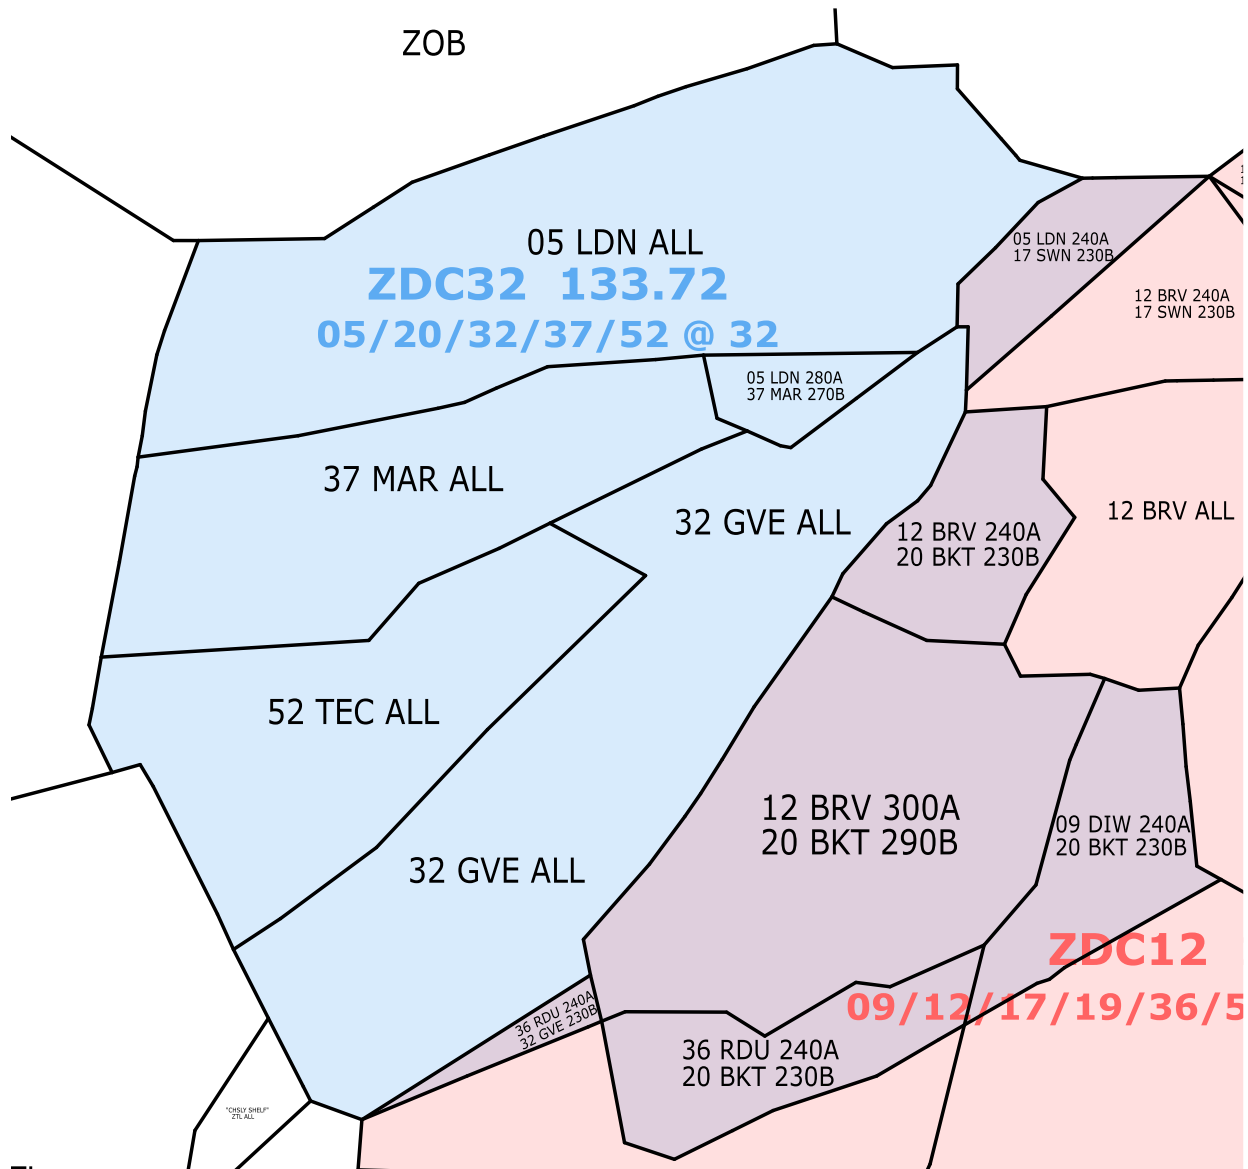 ZOB
05 LDN ALL
ZDC32 133.72
05/20/32/37/52 @ 32
05 LDN 240A
17 SWN 230B
12 BRV 240A
17 SWN 230B
05 LDN 280A
37 MAR 270B
37 MAR ALL
32 GVE ALL
12 BRV 240A
20 BKT 230B
12 BRV ALL
52 TEC ALL
12 BRV 300A
20 BKT 290B
09 DIW 240A
20 BKT 230B
32 GVE ALL
ZDC12
09/12/17/19/36/5
36 RDU 240A
32 GVE 230B
36 RDU 240A
20 BKT 230B
"CHSLY SHELF"
ZTL ALL